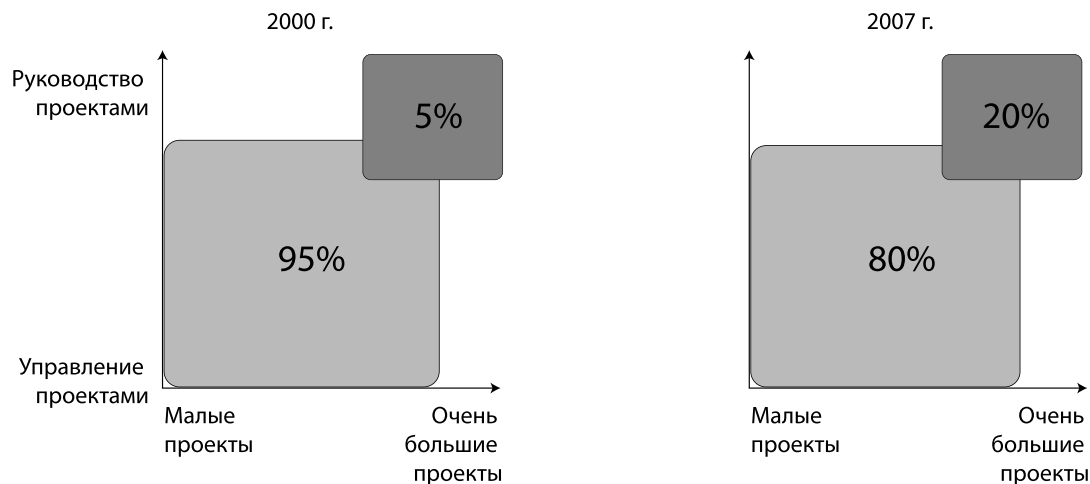 2000 г.
Руководство
проектами
5%
95%
Управление
проектами
Малые
проекты
Очень
большие
проекты
2007 г.
20%
80%
Малые
проекты
Очень
большие
проекты